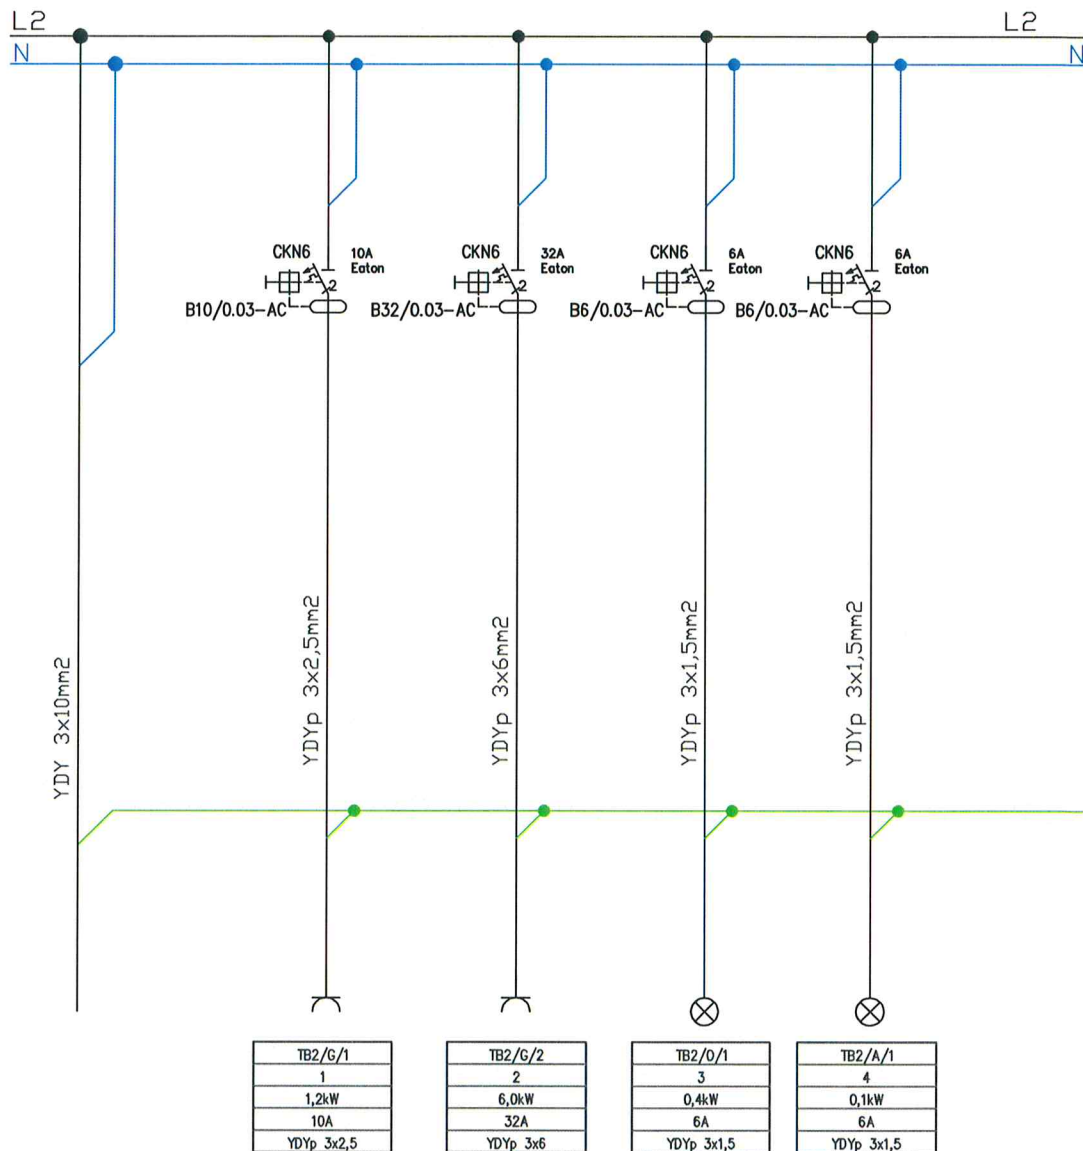 L2
L2
N
N
CKN6
10A
Eaton
B10/0.03-AC
2
CKN6
32A
Eaton
B32/0.03-AC
2
CKN6
6A
Eaton
B6/0.03-AC
2
CKN6
6A
Eaton
B6/0.03-AC
2
YDY 3x10mm2
YDYp 3x2,5mm2
YDYp 3x6mm2
YDYp 3x1,5mm2
YDYp 3x1,5mm2
TB2/G/1
1
1,2kW
10A
YDYp 3x2,5
TB2/G/2
2
6,0kW
32A
YDYp 3x6
TB2/O/1
3
0,4kW
6A
YDYp 3x1,5
TB2/A/1
4
0,1kW
6A
YDYp 3x1,5